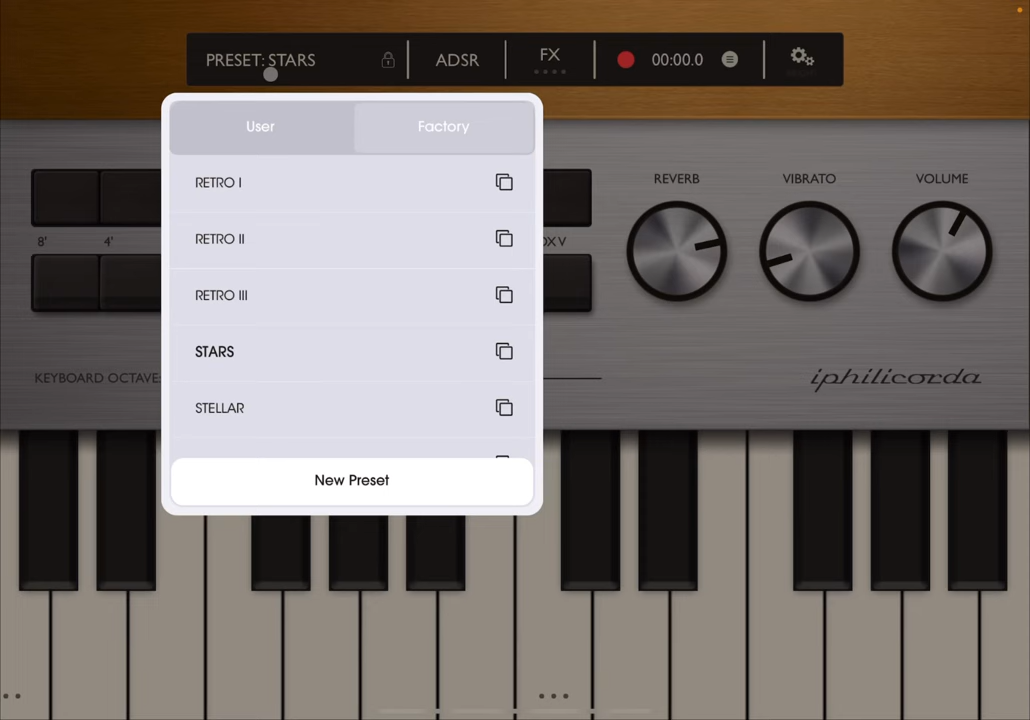 PRESET: STARS
ADSR
FX
00:00.0
User
Factory
RETRO I
RETRO II
RETRO III
STARS
STELLAR
New Preset
REVERB
VIBRATO
VOLUME
8'
4'
V
KEYBOARD OCTAVE:
iphilicorda